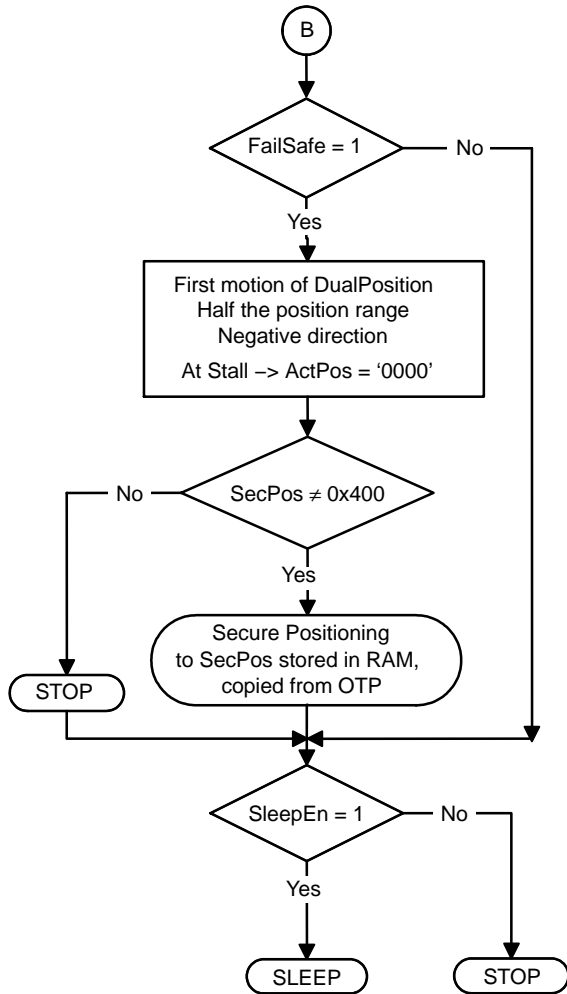 B
FailSafe = 1
No
Yes
First motion of DualPosition
Half the position range
Negative direction
At Stall −> ActPos = ‘0000’
No
SecPos ≠ 0x400
Yes
Secure Positioning
to SecPos stored in RAM,
copied from OTP
STOP
SleepEn = 1
No
Yes
SLEEP
STOP